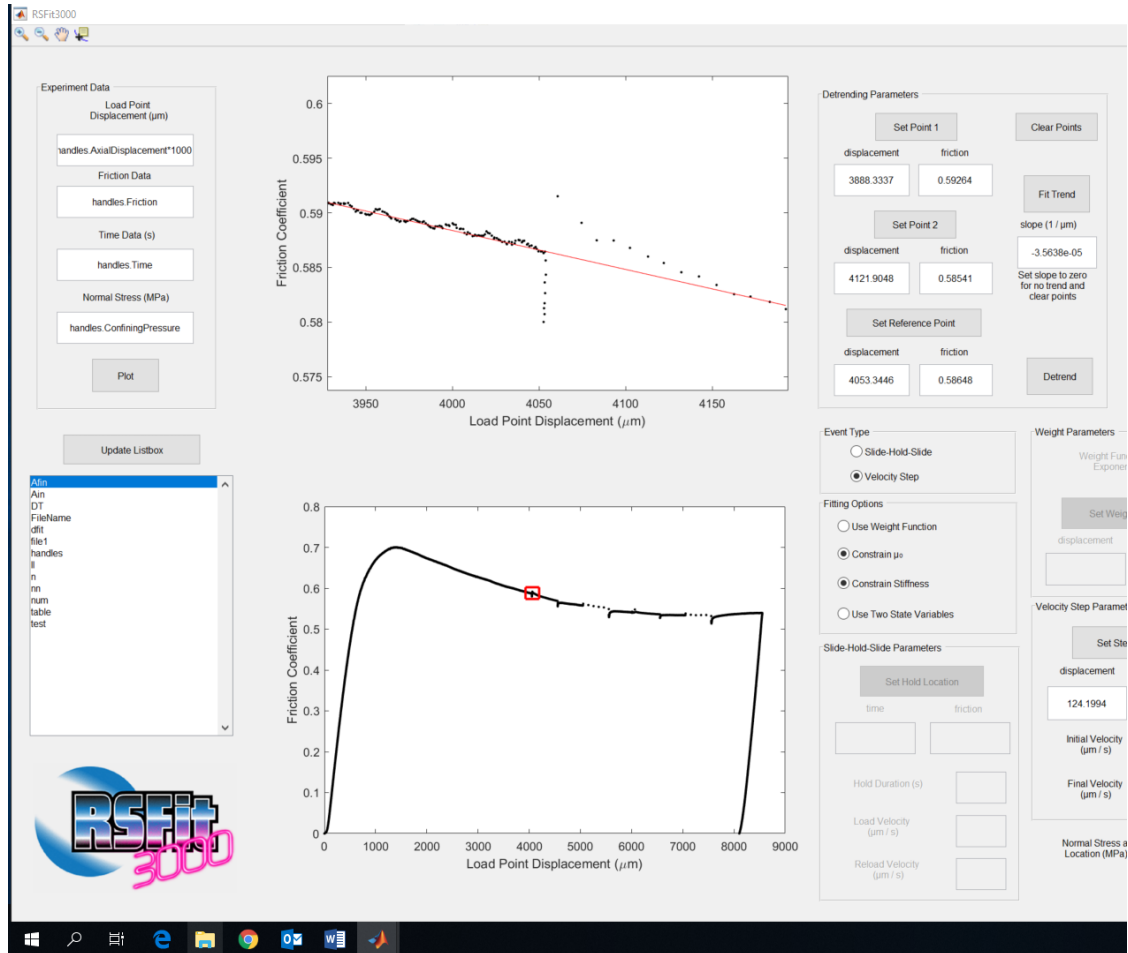 RSFit3000
Experiment Data
Load Point
Displacement (µm)
handles.AxialDisplacement*1000
Friction Data
handles.Friction
Time Data (s)
handles.Time
Normal Stress (MPa)
handles.ConfiningPressure
Plot
Update Listbox
Afin
Ain
DT
FileName
dfit
file1
handles
ll
n
nn
num
table
test
RSFit
3000
0.6
0.595
0.59
0.585
0.58
0.575
Friction Coefficient
3950 4000 4050 4100 4150
Load Point Displacement (µm)
0.8
0.7
0.6
0.5
0.4
0.3
0.2
0.1
0
Friction Coefficient
0 1000 2000 3000 4000 5000 6000 7000 8000 9000
Load Point Displacement (µm)
Detrending Parameters
Set Point 1
Clear Points
displacement friction
3888.3337 0.59264
Fit Trend
Set Point 2
slope (1 / µm)
displacement friction
-3.5638e-05
4121.9048 0.58541
Set slope to zero
for no trend and
clear points
Set Reference Point
displacement friction
4053.3446 0.58648
Detrend
Event Type
Slide-Hold-Slide
Velocity Step
Fitting Options
Use Weight Function
Constrain µ₀
Constrain Stiffness
Use Two State Variables
Slide-Hold-Slide Parameters
Set Hold Location
time friction
Hold Duration (s)
Load Velocity
(µm / s)
Reload Velocity
(µm / s)
Weight Parameters
Weight Fun
Exponen
Set Weig
displacement
Velocity Step Paramet
Set Ste
displacement
124.1994
Initial Velocity
(µm / s)
Final Velocity
(µm / s)
Normal Stress a
Location (MPa)